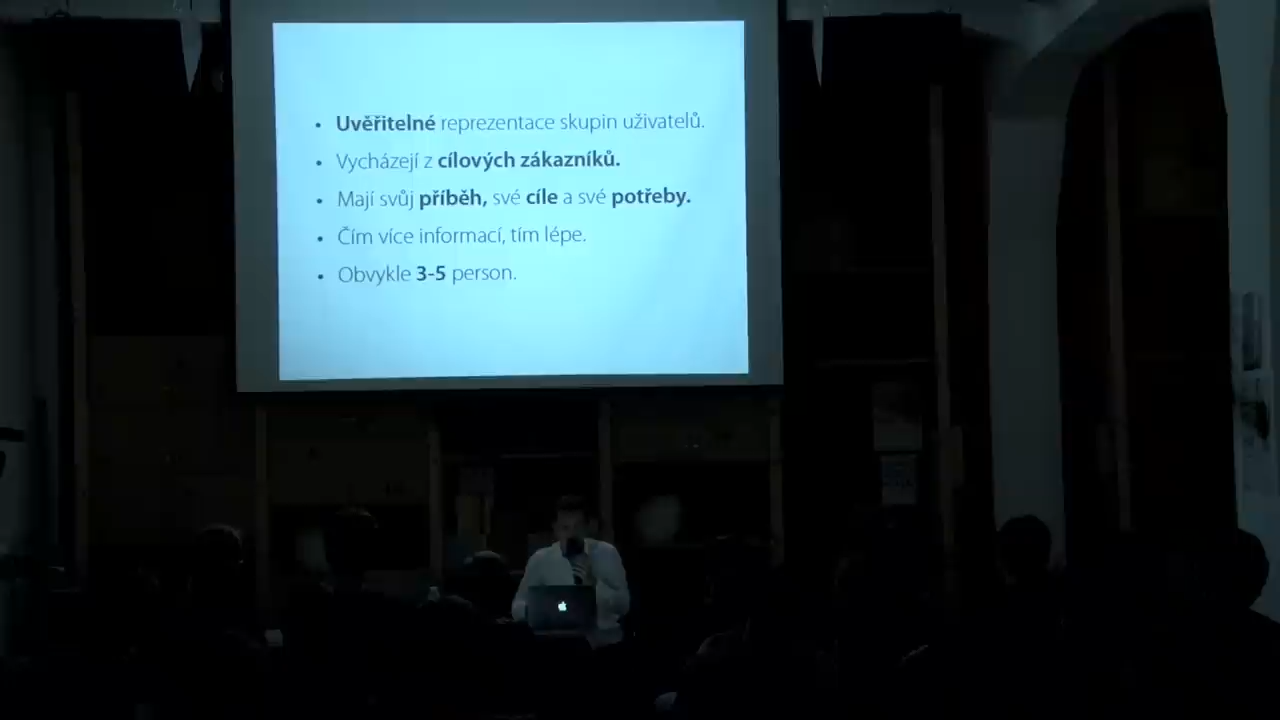 • Uvěřitelné reprezentace skupin uživatelů.
• Vycházejí z cílových zákazníků.
• Mají svůj příběh, své cíle a své potřeby.
• Čím více informací, tím lépe.
• Obvykle 3-5 person.